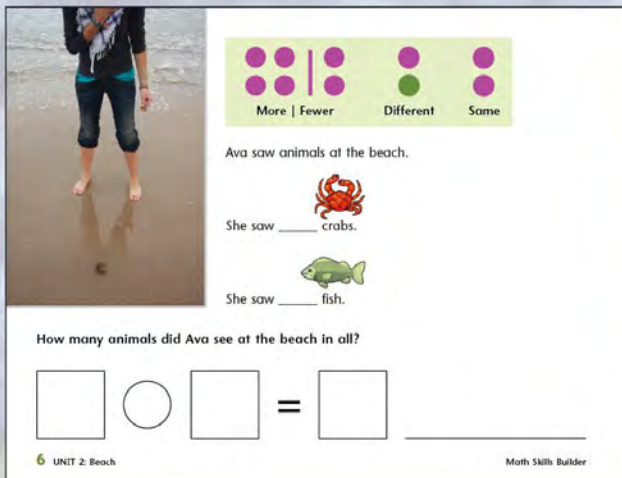 More | Fewer
Different
Same
Ava saw animals at the beach.
She saw ______ crabs.
She saw ______ fish.
How many animals did Ava see at the beach in all?
=
6 UNIT 2: Beach
Math Skills Builder